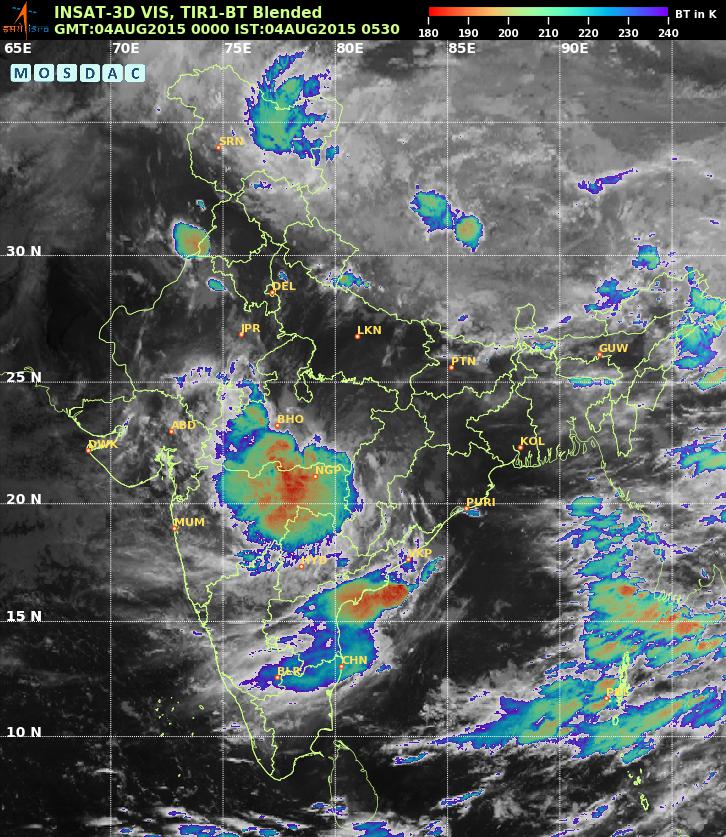 INSAT-3D VIS, TIR1-BT Blended
GMT:04AUG2015 0000 IST:04AUG2015 0530
BT in K
180 190 200 210 220 230 240
65E 70E 75E 80E 85E 90E
M O S D A C
SRN
30 N
DEL
JPR
LKN
GUW
PTN
25 N
BHO
ABD
DWK
KOL
NGP
20 N
PURI
MUM
VKP
HYD
15 N
CHN
BLR
10 N